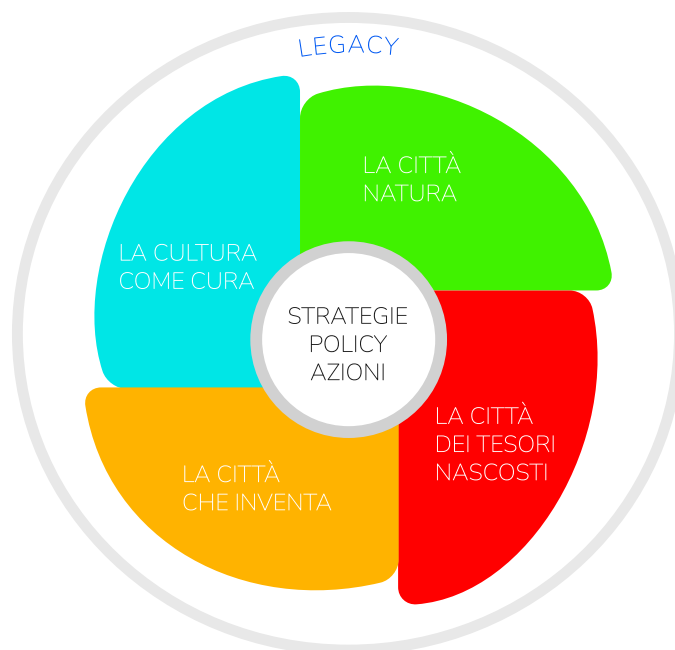 LEGACY
LA CITTÀ
NATURA
LA CULTURA
COME CURA
STRATEGIE
POLICY
AZIONI
LA CITTÀ
DEI TESORI
NASCOSTI
LA CITTÀ
CHE INVENTA